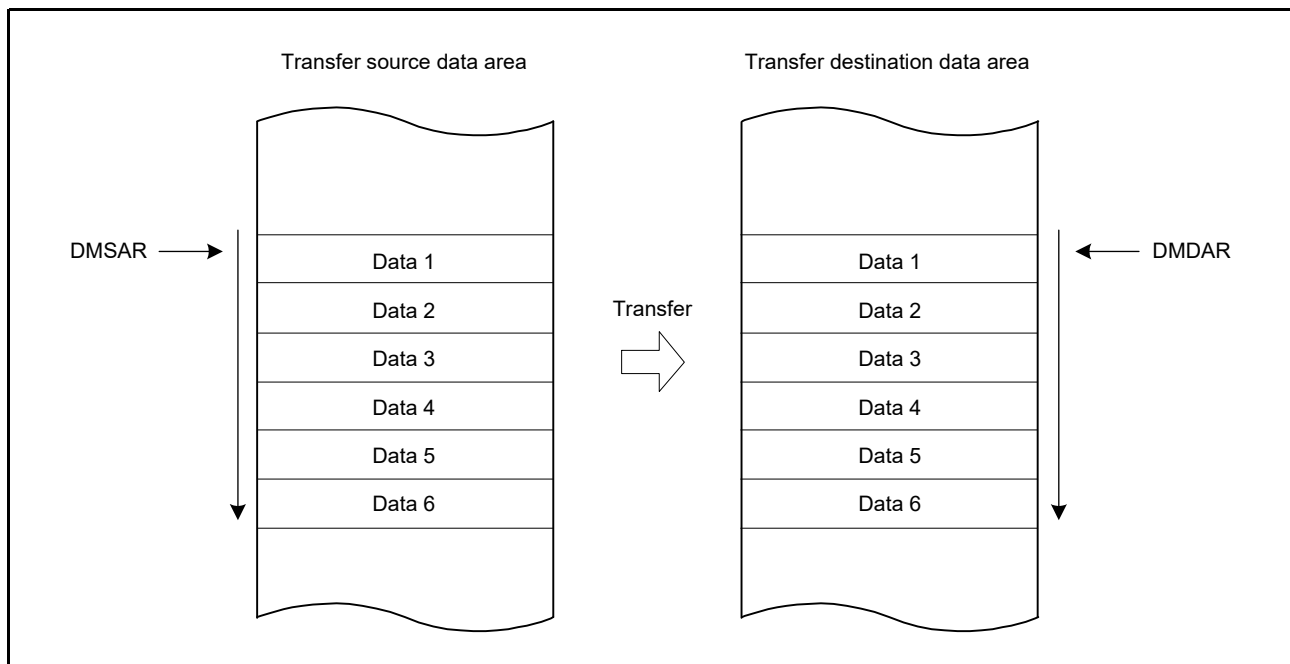 Transfer source data area
Transfer destination data area
DMSAR
Data 1
Data 2
Data 3
Data 4
Data 5
Data 6
Transfer
Data 1
Data 2
Data 3
Data 4
Data 5
Data 6
DMDAR